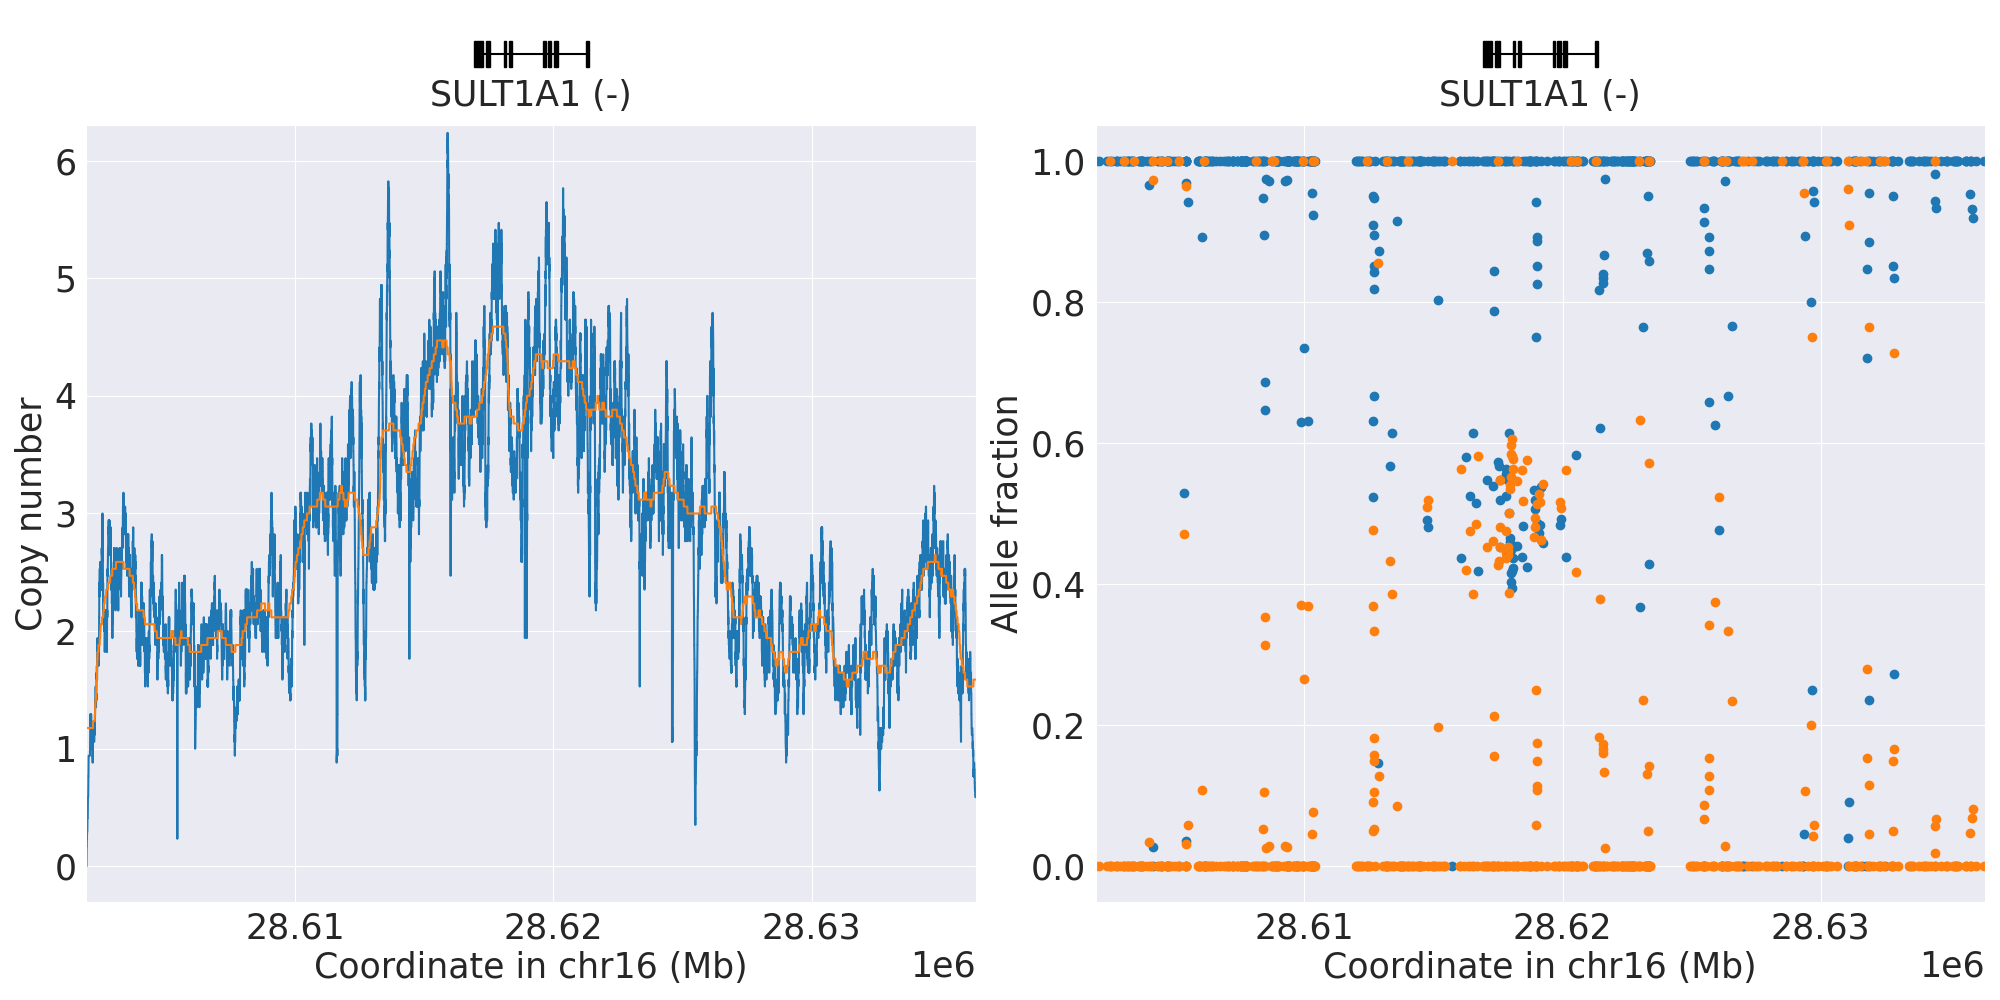 SULT1A1 (-)
6
5
4
3
2
1
0
Copy number
28.61
28.62
28.63
Coordinate in chr16 (Mb)
1e6
SULT1A1 (-)
1.0
0.8
0.6
0.4
0.2
0.0
Allele fraction
28.61
28.62
28.63
Coordinate in chr16 (Mb)
1e6